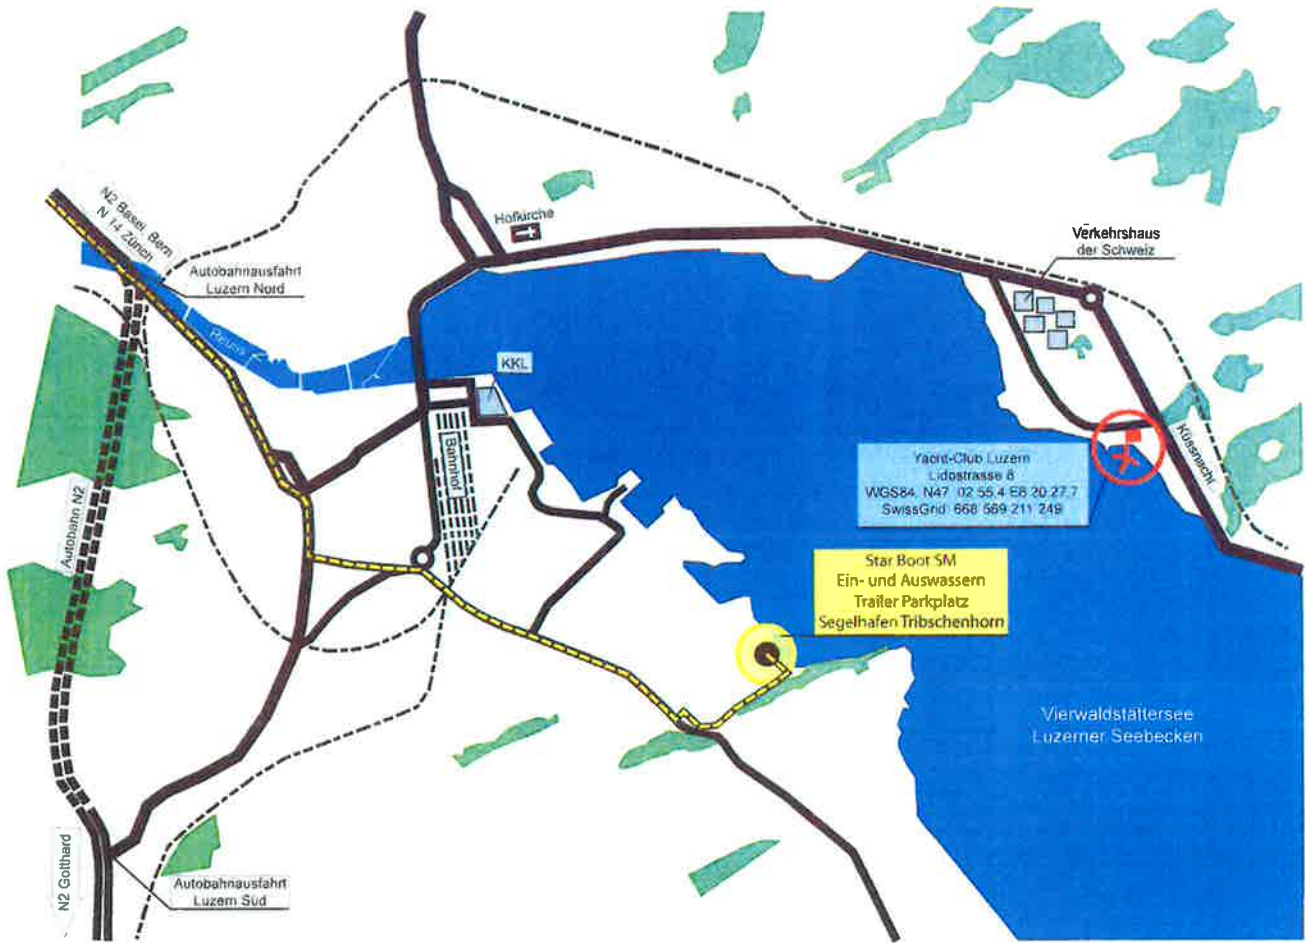 N2 Basel, Bern
N 14 Zürich
Autobahnausfahrt
Luzern Nord
Hofkirche
Verkehrshaus
der Schweiz
Reuss
KKL
Bahnhof
Küssnacht
Yacht-Club Luzern
Lidostrasse 8
WGS84. N47 02 55.4 E8 20 27.7
SwissGrid 668 569 211 249
Autobahn N2
Star Boot SM
Ein- und Auswassern
Trailer Parkplatz
Segelhafen Tribschenhorn
Vierwaldstättersee
Luzerner Seebecken
N2 Gotthard
Autobahnausfahrt
Luzern Süd